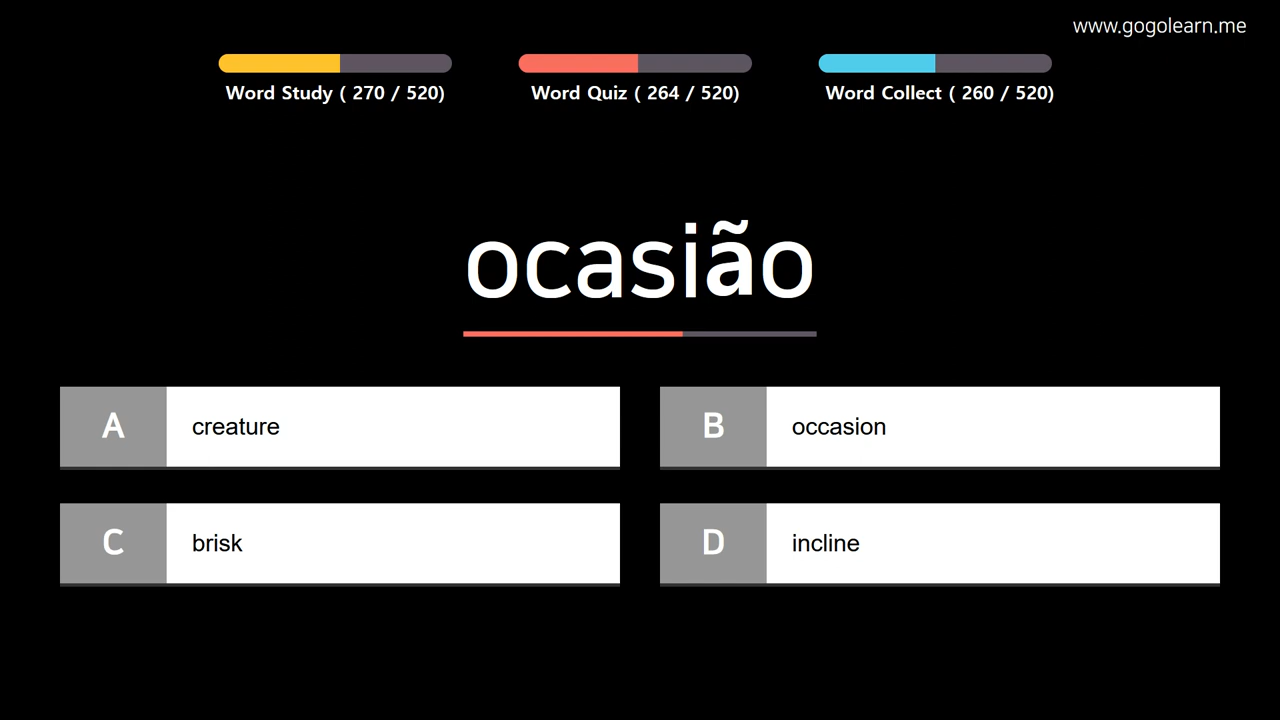 www.gogolearn.me
Word Study ( 270 / 520)
Word Quiz ( 264 / 520)
Word Collect ( 260 / 520)
ocasião
A creature
B occasion
C brisk
D incline